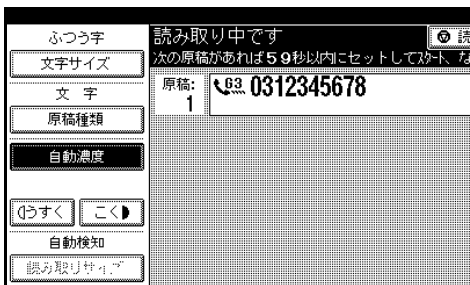 ふつう字
文字サイズ
文 字
原稿種類
自動濃度
うすく こく
自動検知
読み取りサイズ
読み取り中です
次の原稿があれば59秒以内にセットしてスタート、な
原稿: 1
G3 0312345678
読